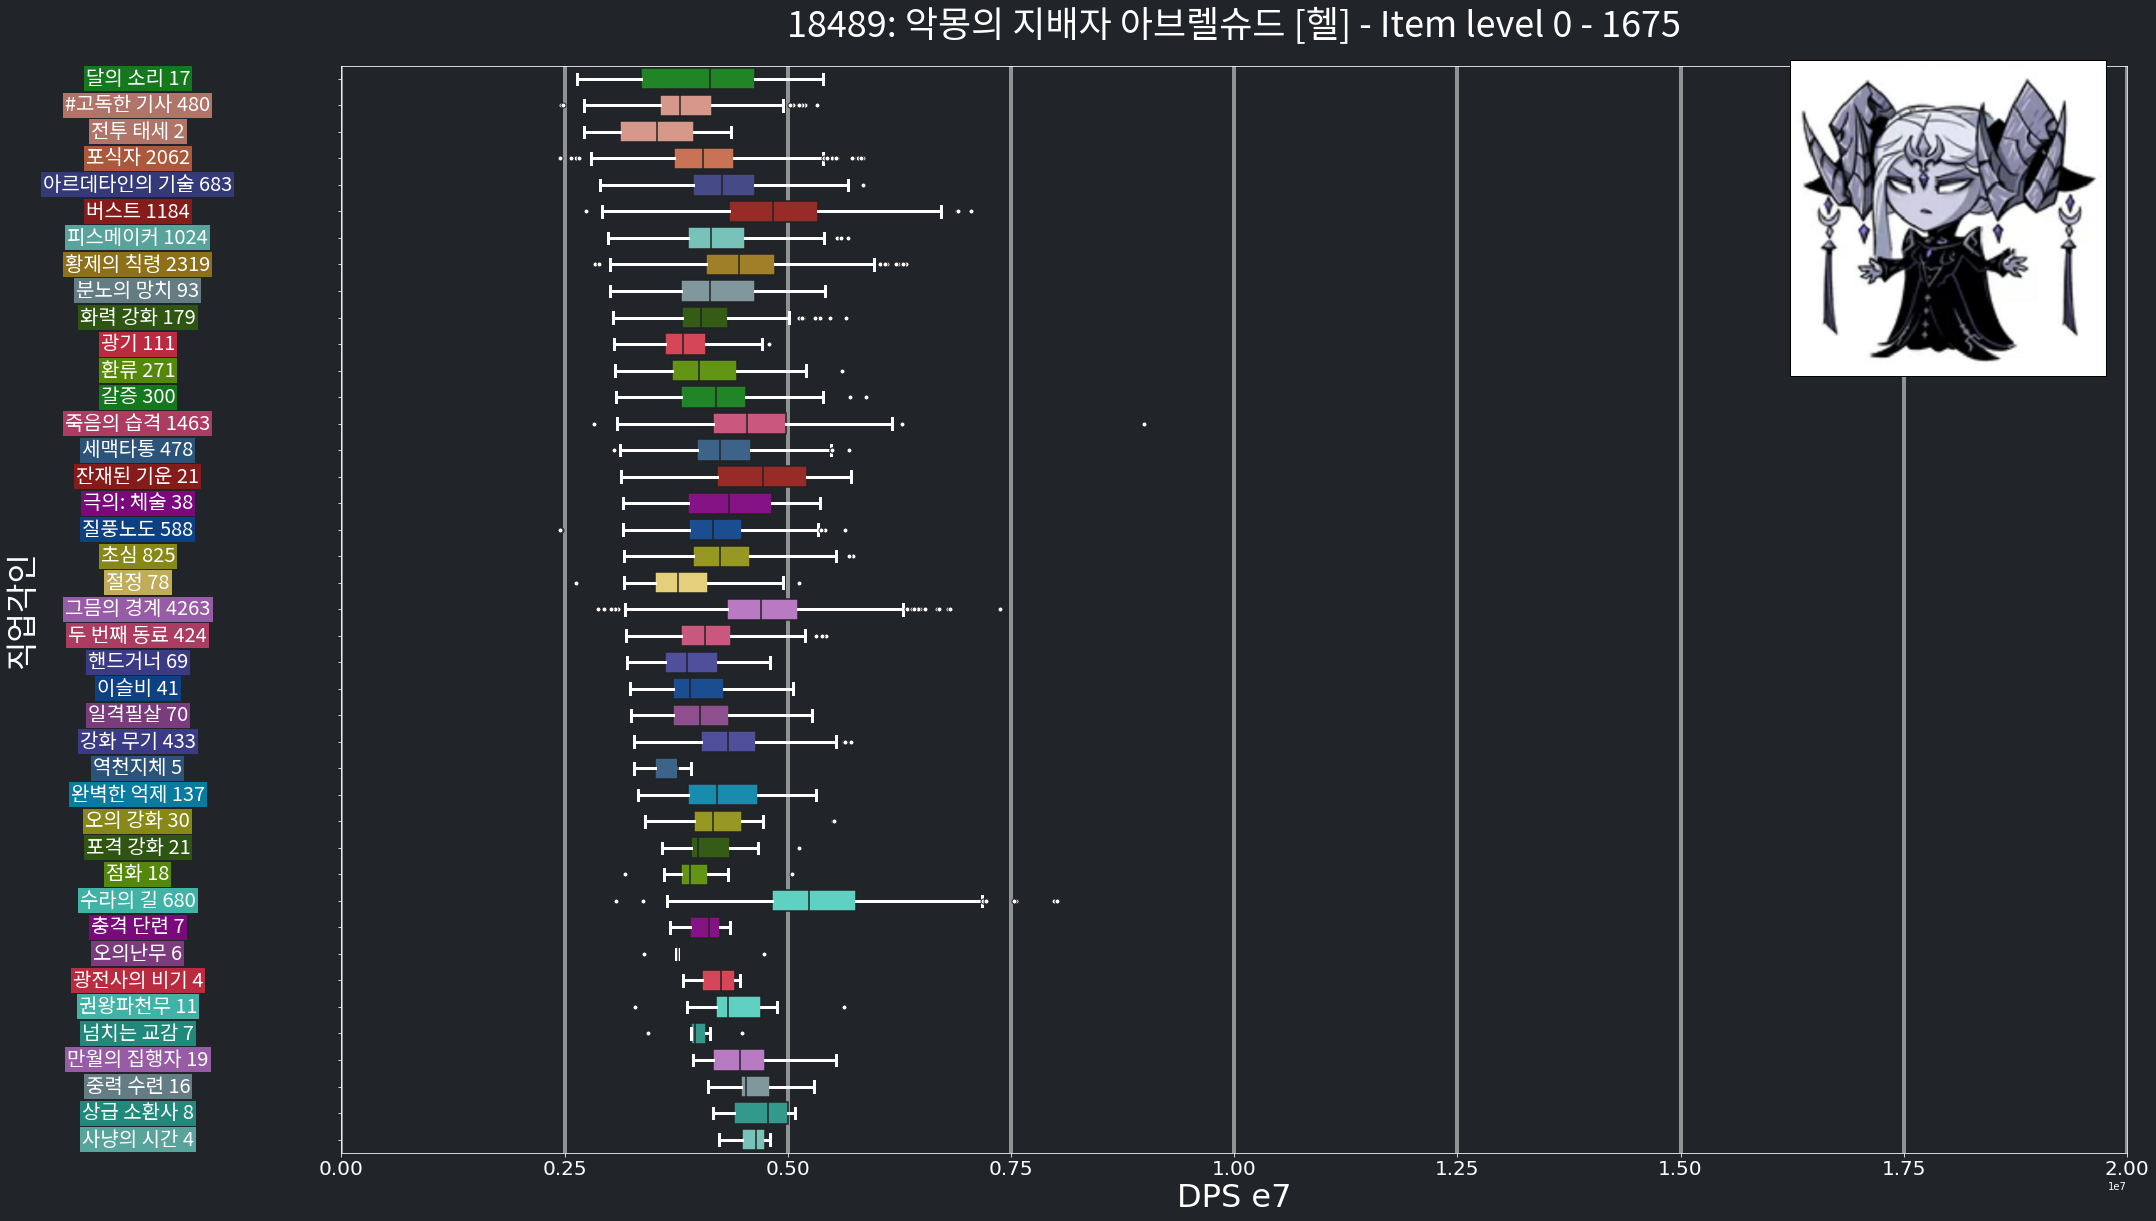 18489: 악몽의 지배자 아브렐슈드 [헬] - Item level 0 - 1675
직업각인
달의 소리 17
#고독한 기사 480
전투 태세 2
포식자 2062
아르데타인의 기술 683
버스트 1184
피스메이커 1024
황제의 칙령 2319
분노의 망치 93
화력 강화 179
광기 111
환류 271
갈증 300
죽음의 습격 1463
세맥타통 478
잔재된 기운 21
극의: 체술 38
질풍노도 588
초심 825
절정 78
그믐의 경계 4263
두 번째 동료 424
핸드거너 69
이슬비 41
일격필살 70
강화 무기 433
역천지체 5
완벽한 억제 137
오의 강화 30
포격 강화 21
점화 18
수라의 길 680
충격 단련 7
오의난무 6
광전사의 비기 4
권왕파천무 11
넘치는 교감 7
만월의 집행자 19
중력 수련 16
상급 소환사 8
사냥의 시간 4
0.00 0.25 0.50 0.75 1.00 1.25 1.50 1.75 2.00
1e7
DPS e7